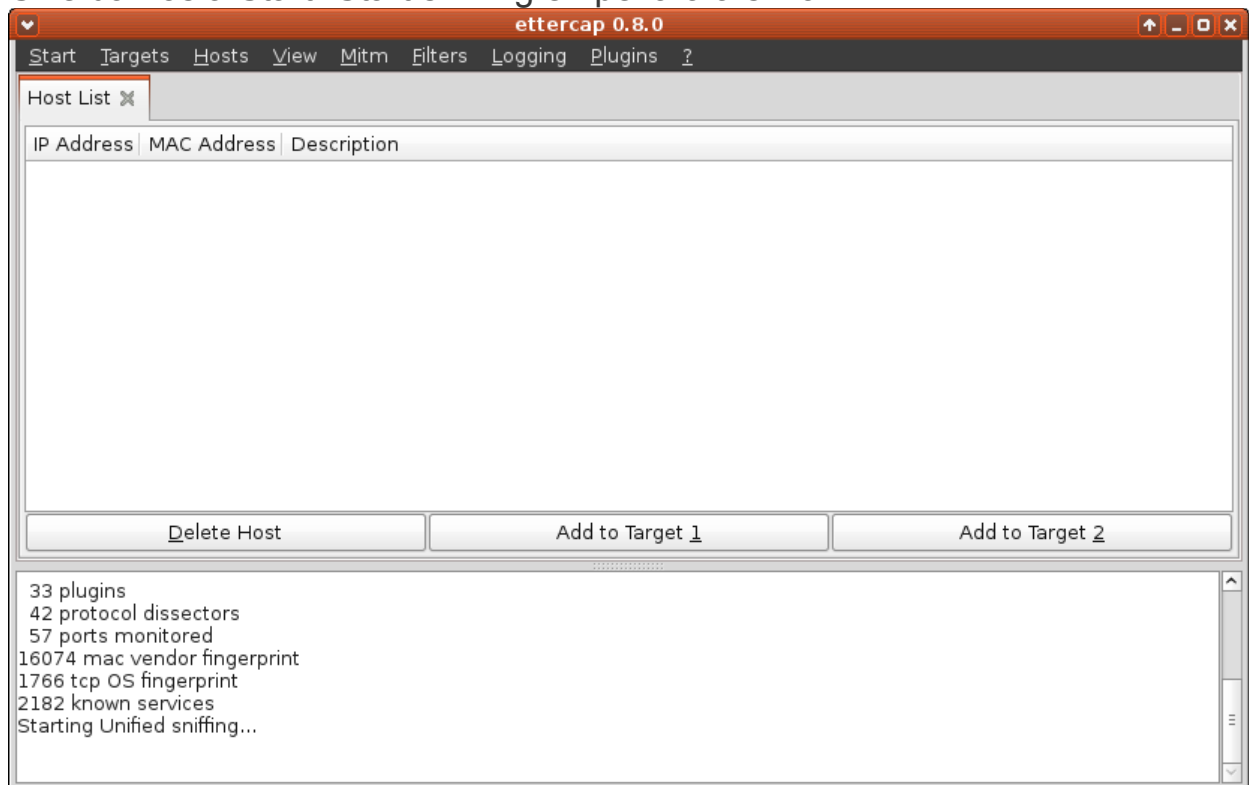 ettercap 0.8.0
Start Targets Hosts View Mitm Filters Logging Plugins ?
Host List
IP Address MAC Address Description
Delete Host Add to Target 1 Add to Target 2
33 plugins
42 protocol dissectors
57 ports monitored
16074 mac vendor fingerprint
1766 tcp OS fingerprint
2182 known services
Starting Unified sniffing...